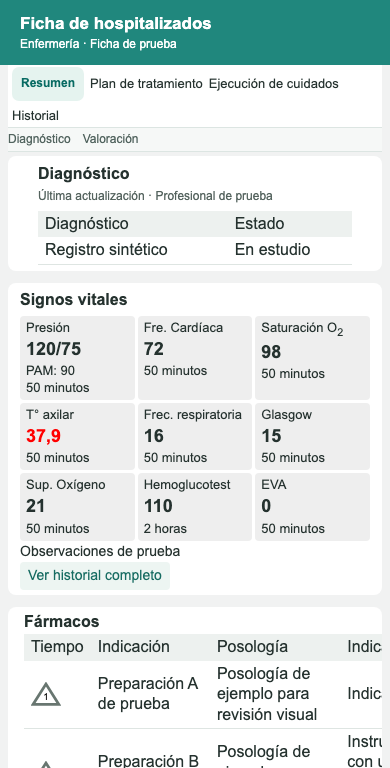 Ficha de hospitalizados
Enfermería · Ficha de prueba
Resumen Plan de tratamiento Ejecución de cuidados
Historial
Diagnóstico Valoración
Diagnóstico
Última actualización · Profesional de prueba
Diagnóstico Estado
Registro sintético En estudio
Signos vitales
Presión Fre. Cardíaca Saturación O2
120/75 72 98
PAM: 90 50 minutos 50 minutos
50 minutos
T° axilar Frec. respiratoria Glasgow
37,9 16 15
50 minutos 50 minutos 50 minutos
Sup. Oxígeno Hemoglucotest EVA
21 110 0
50 minutos 2 horas 50 minutos
Observaciones de prueba
Ver historial completo
Fármacos
Tiempo Indicación Posología Indic
1 Preparación A de prueba Posología de ejemplo para revisión visual Indic
Preparación B Posología de Instru
con u